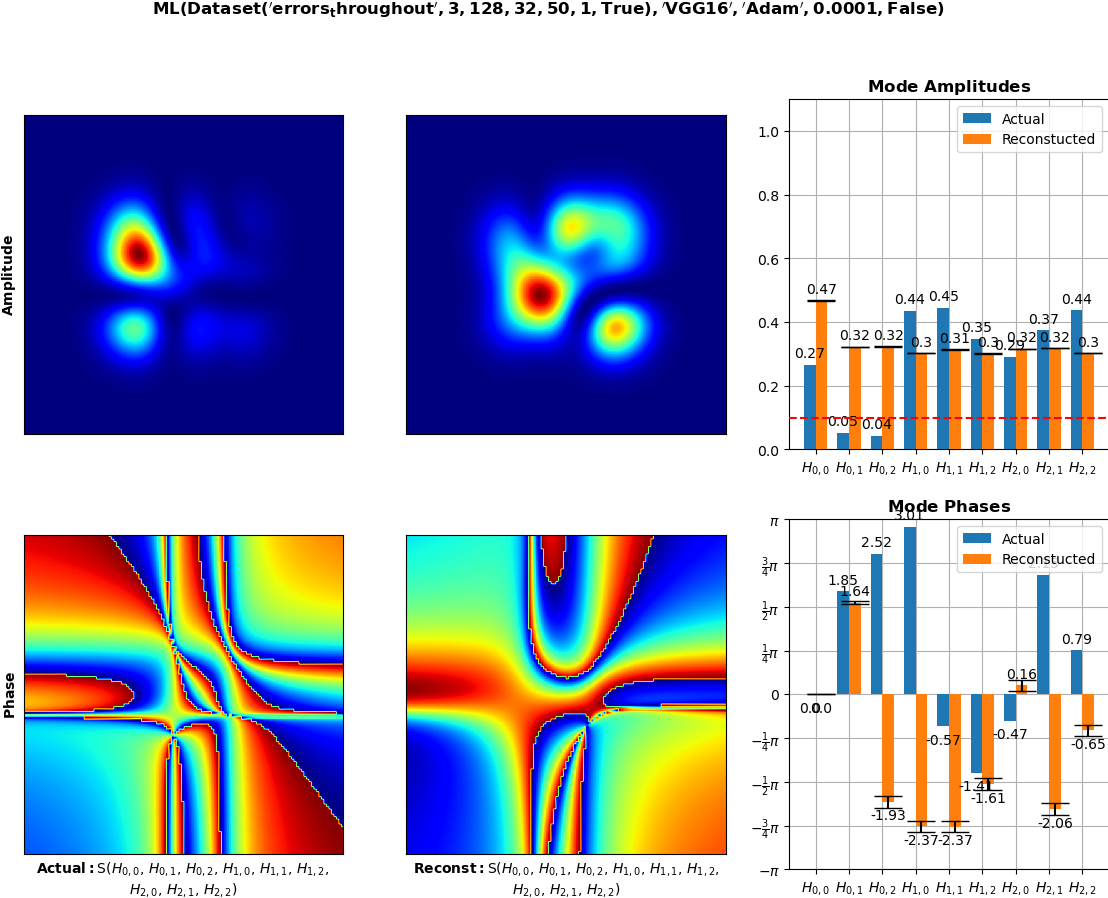 ML(Dataset('errors_throughout', 3, 128, 32, 50, 1, True), 'VGG16', 'Adam', 0.0001, False)
Amplitude
Mode Amplitudes
Actual
Reconstucted
1.0
0.8
0.6
0.4
0.2
0.0
0.27
0.05
0.04
0.44
0.45
0.35
0.29
0.37
0.44
0.47
0.32
0.32
0.3
0.31
0.3
0.32
0.32
0.3
H0,0 H0,1 H0,2 H1,0 H1,1 H1,2 H2,0 H2,1 H2,2
Phase
Mode Phases
Actual
Reconstucted
π
3/4π
1/2π
1/4π
0
−1/4π
−1/2π
−3/4π
−π
0.0
1.85
2.52
3.01
-0.57
-1.41
-0.47
0.79
0.0
1.64
-1.93
-2.37
-2.37
-1.61
0.16
-2.06
-0.65
H0,0 H0,1 H0,2 H1,0 H1,1 H1,2 H2,0 H2,1 H2,2
Actual: S(H0,0, H0,1, H0,2, H1,0, H1,1, H1,2,
H2,0, H2,1, H2,2)
Reconst: S(H0,0, H0,1, H0,2, H1,0, H1,1, H1,2,
H2,0, H2,1, H2,2)